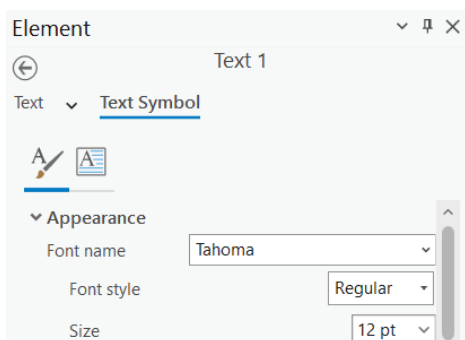 Element
Text 1
Text Text Symbol
A A
Appearance
Font name Tahoma
Font style Regular
Size 12 pt